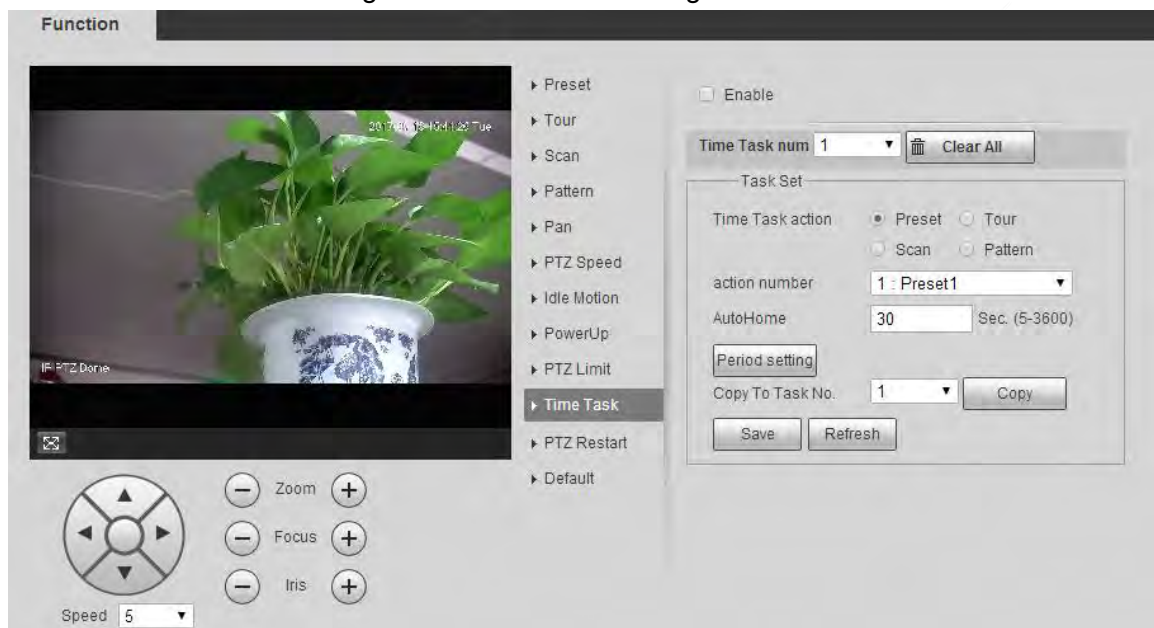 Function
Tue
IP PTZ Dome
Preset
Tour
Scan
Pattern
Pan
PTZ Speed
Idle Motion
PowerUp
PTZ Limit
Time Task
PTZ Restart
Default
Enable
Time Task num 1 Clear All
Task Set
Time Task action Preset Tour
Scan Pattern
action number 1 : Preset1
AutoHome 30 Sec. (5-3600)
Period setting
Copy To Task No. 1 Copy
Save Refresh
Zoom
Focus
Iris
Speed 5